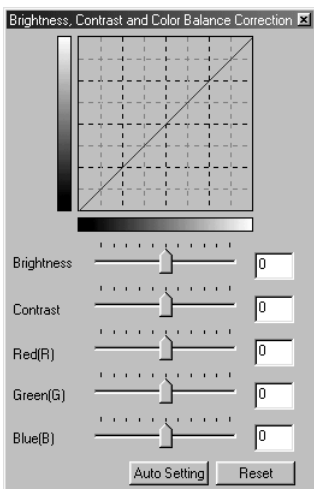 Brightness, Contrast and Color Balance Correction
Brightness 0
Contrast 0
Red(R) 0
Green(G) 0
Blue(B) 0
Auto Setting Reset